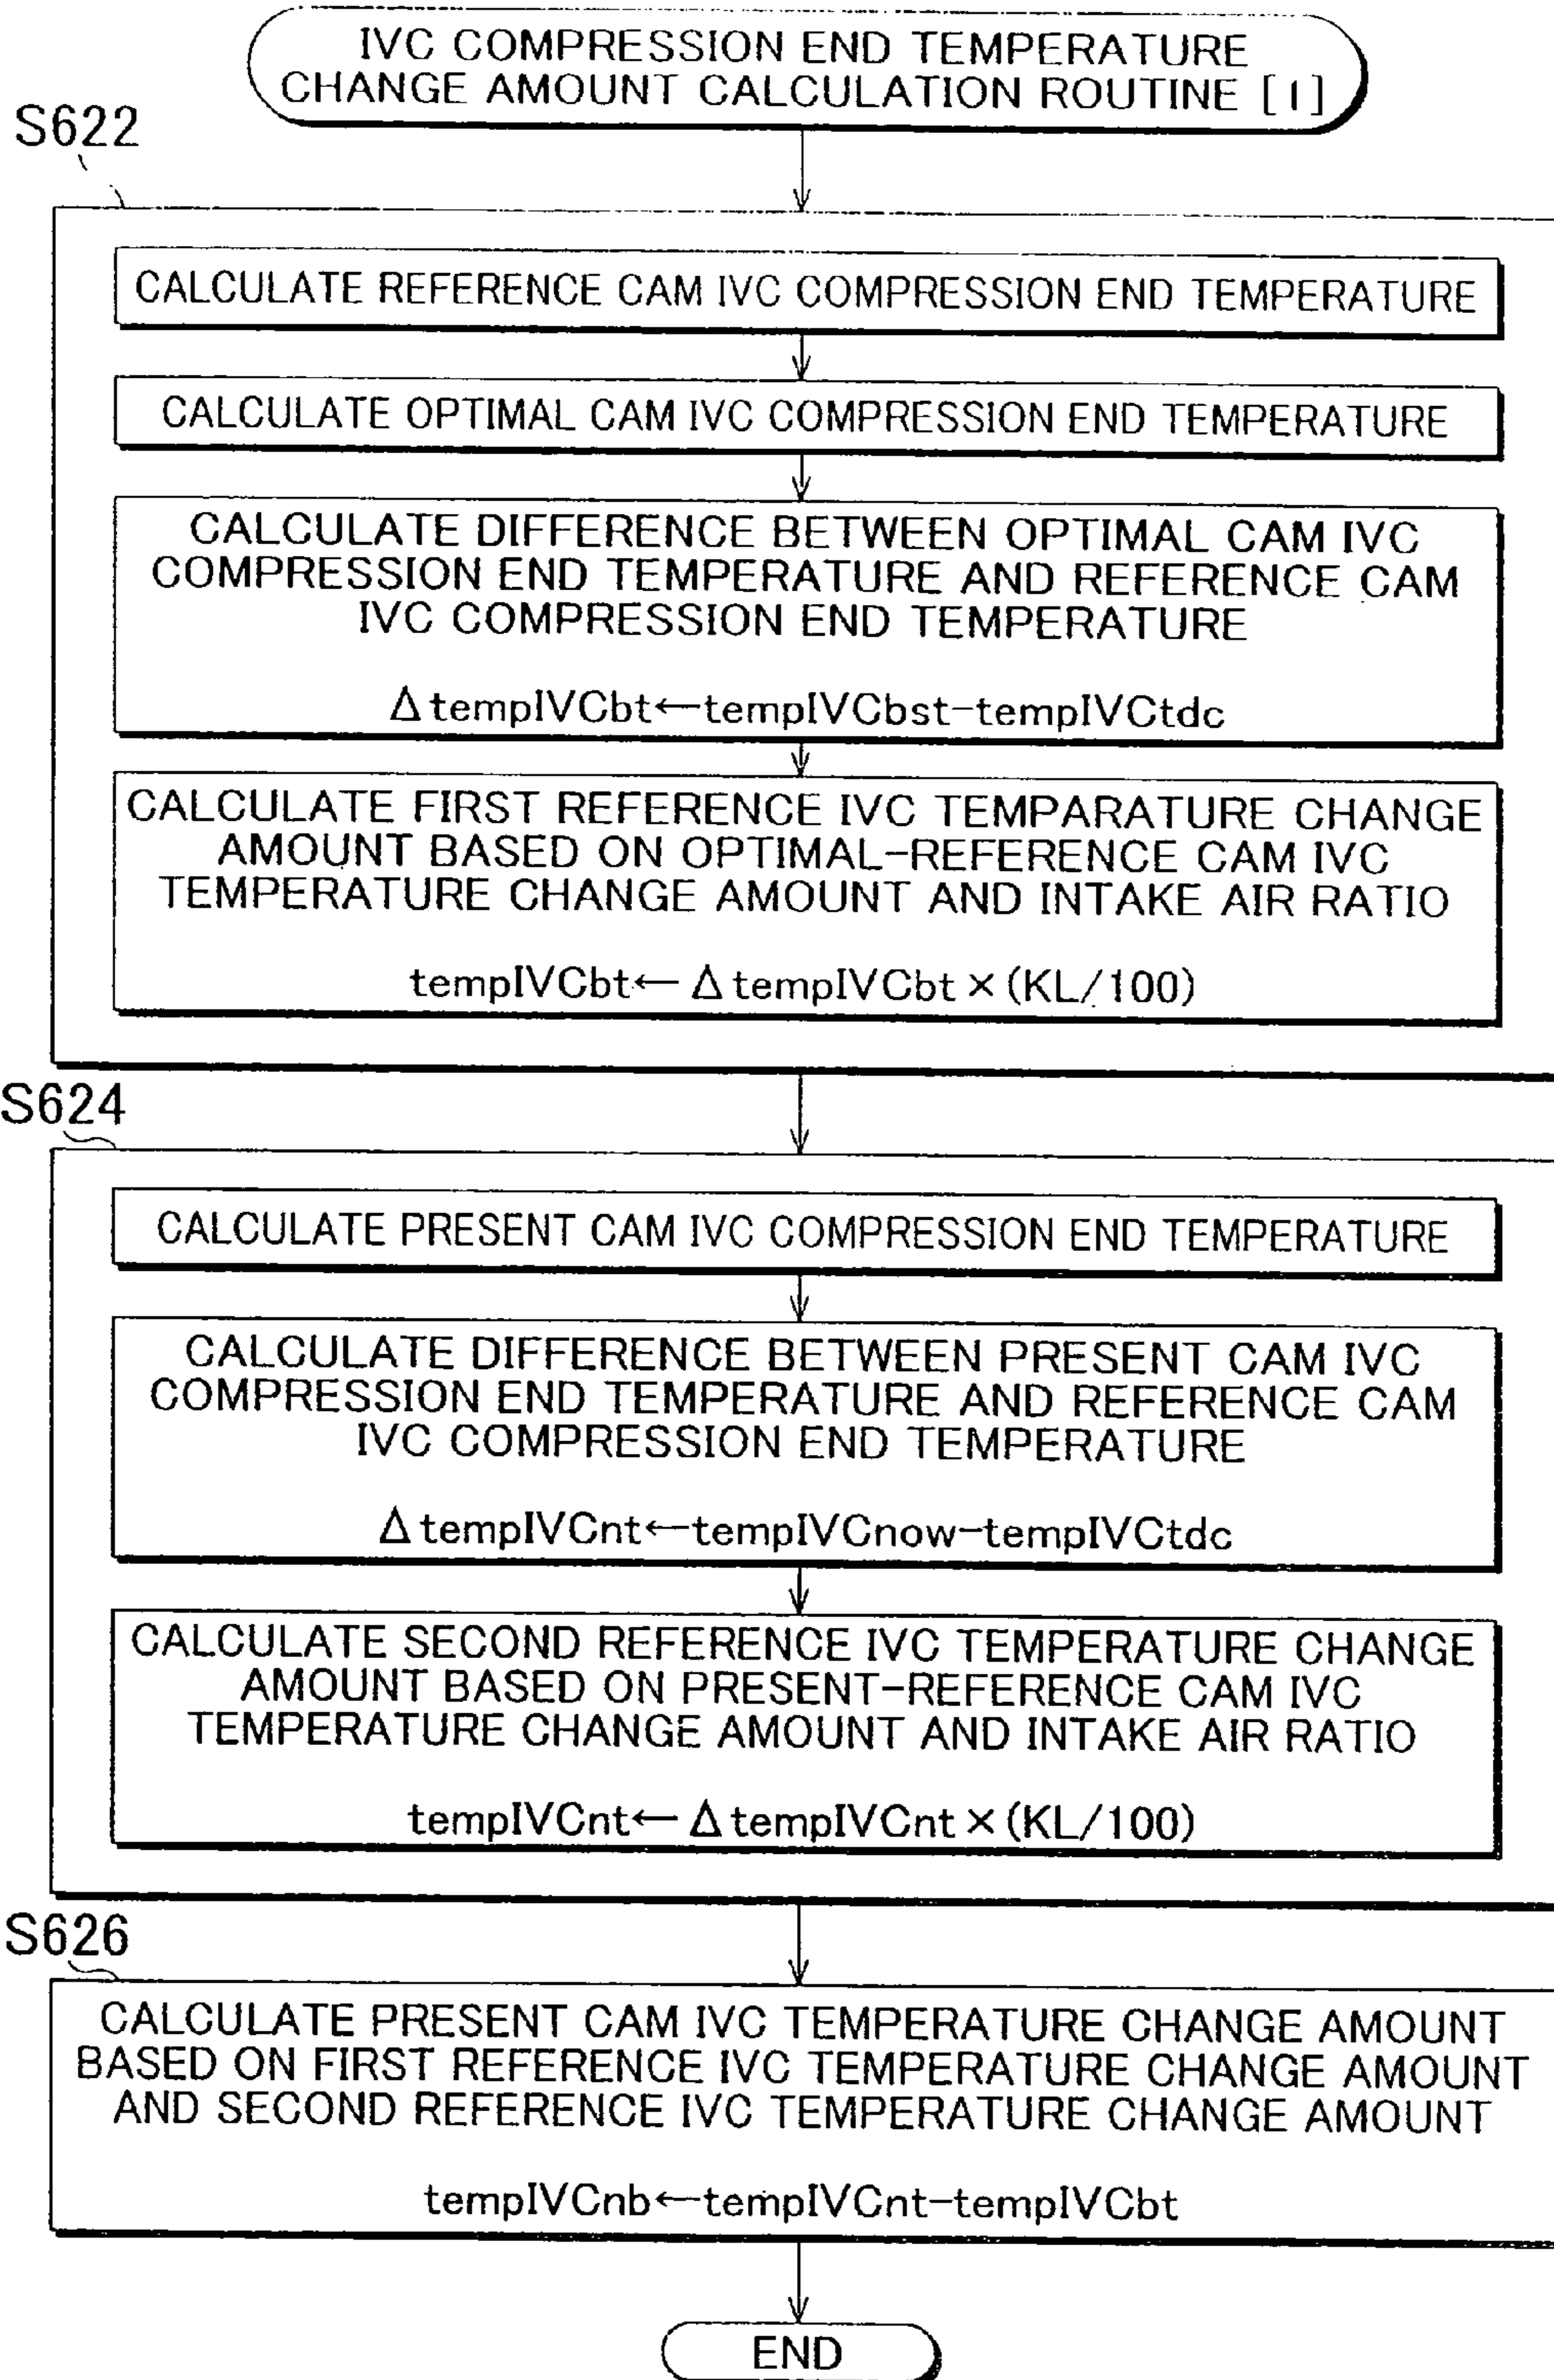 IVC COMPRESSION END TEMPERATURE
CHANGE AMOUNT CALCULATION ROUTINE [I]
S622
CALCULATE REFERENCE CAM IVC COMPRESSION END TEMPERATURE
CALCULATE OPTIMAL CAM IVC COMPRESSION END TEMPERATURE
CALCULATE DIFFERENCE BETWEEN OPTIMAL CAM IVC
COMPRESSION END TEMPERATURE AND REFERENCE CAM
IVC COMPRESSION END TEMPERATURE
Δ tempIVCbt←tempIVCbst-tempIVCtdc
CALCULATE FIRST REFERENCE IVC TEMPARATURE CHANGE
AMOUNT BASED ON OPTIMAL-REFERENCE CAM IVC
TEMPERATURE CHANGE AMOUNT AND INTAKE AIR RATIO
tempIVCbt← Δ tempIVCbt × (KL/100)
S624
CALCULATE PRESENT CAM IVC COMPRESSION END TEMPERATURE
CALCULATE DIFFERENCE BETWEEN PRESENT CAM IVC
COMPRESSION END TEMPERATURE AND REFERENCE CAM
IVC COMPRESSION END TEMPERATURE
Δ tempIVCnt←tempIVCnow-tempIVCtdc
CALCULATE SECOND REFERENCE IVC TEMPERATURE CHANGE
AMOUNT BASED ON PRESENT-REFERENCE CAM IVC
TEMPERATURE CHANGE AMOUNT AND INTAKE AIR RATIO
tempIVCnt← Δ tempIVCnt × (KL/100)
S626
CALCULATE PRESENT CAM IVC TEMPERATURE CHANGE AMOUNT
BASED ON FIRST REFERENCE IVC TEMPERATURE CHANGE AMOUNT
AND SECOND REFERENCE IVC TEMPERATURE CHANGE AMOUNT
tempIVCnb←tempIVCnt-tempIVCbt
END